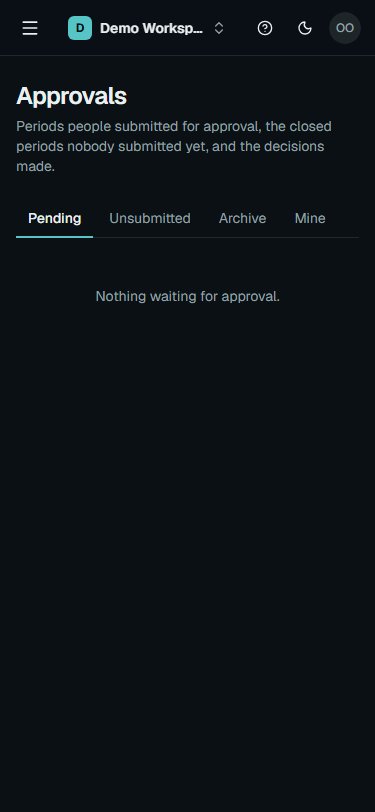 D Demo Worksp... OO
Approvals
Periods people submitted for approval, the closed
periods nobody submitted yet, and the decisions
made.
Pending Unsubmitted Archive Mine
Nothing waiting for approval.